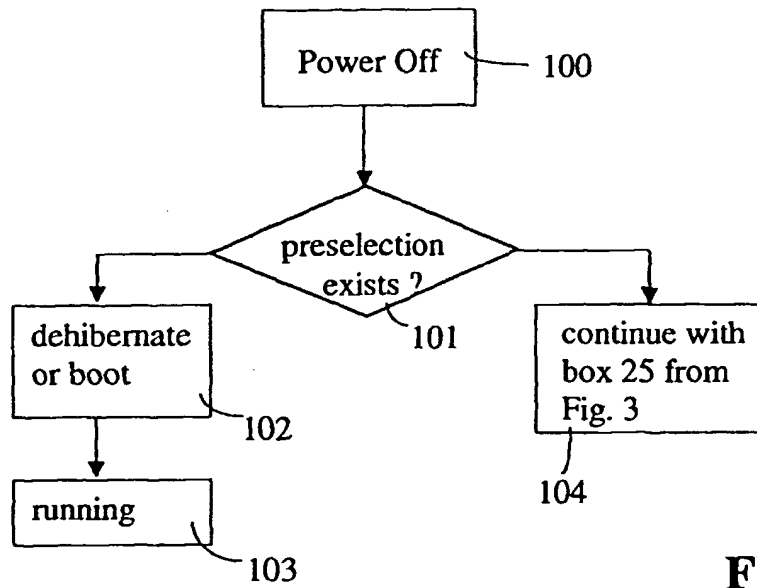 Power Off
100
preselection
exists ?
101
dehibernate
or boot
102
continue with
box 25 from
Fig. 3
104
running
103
F